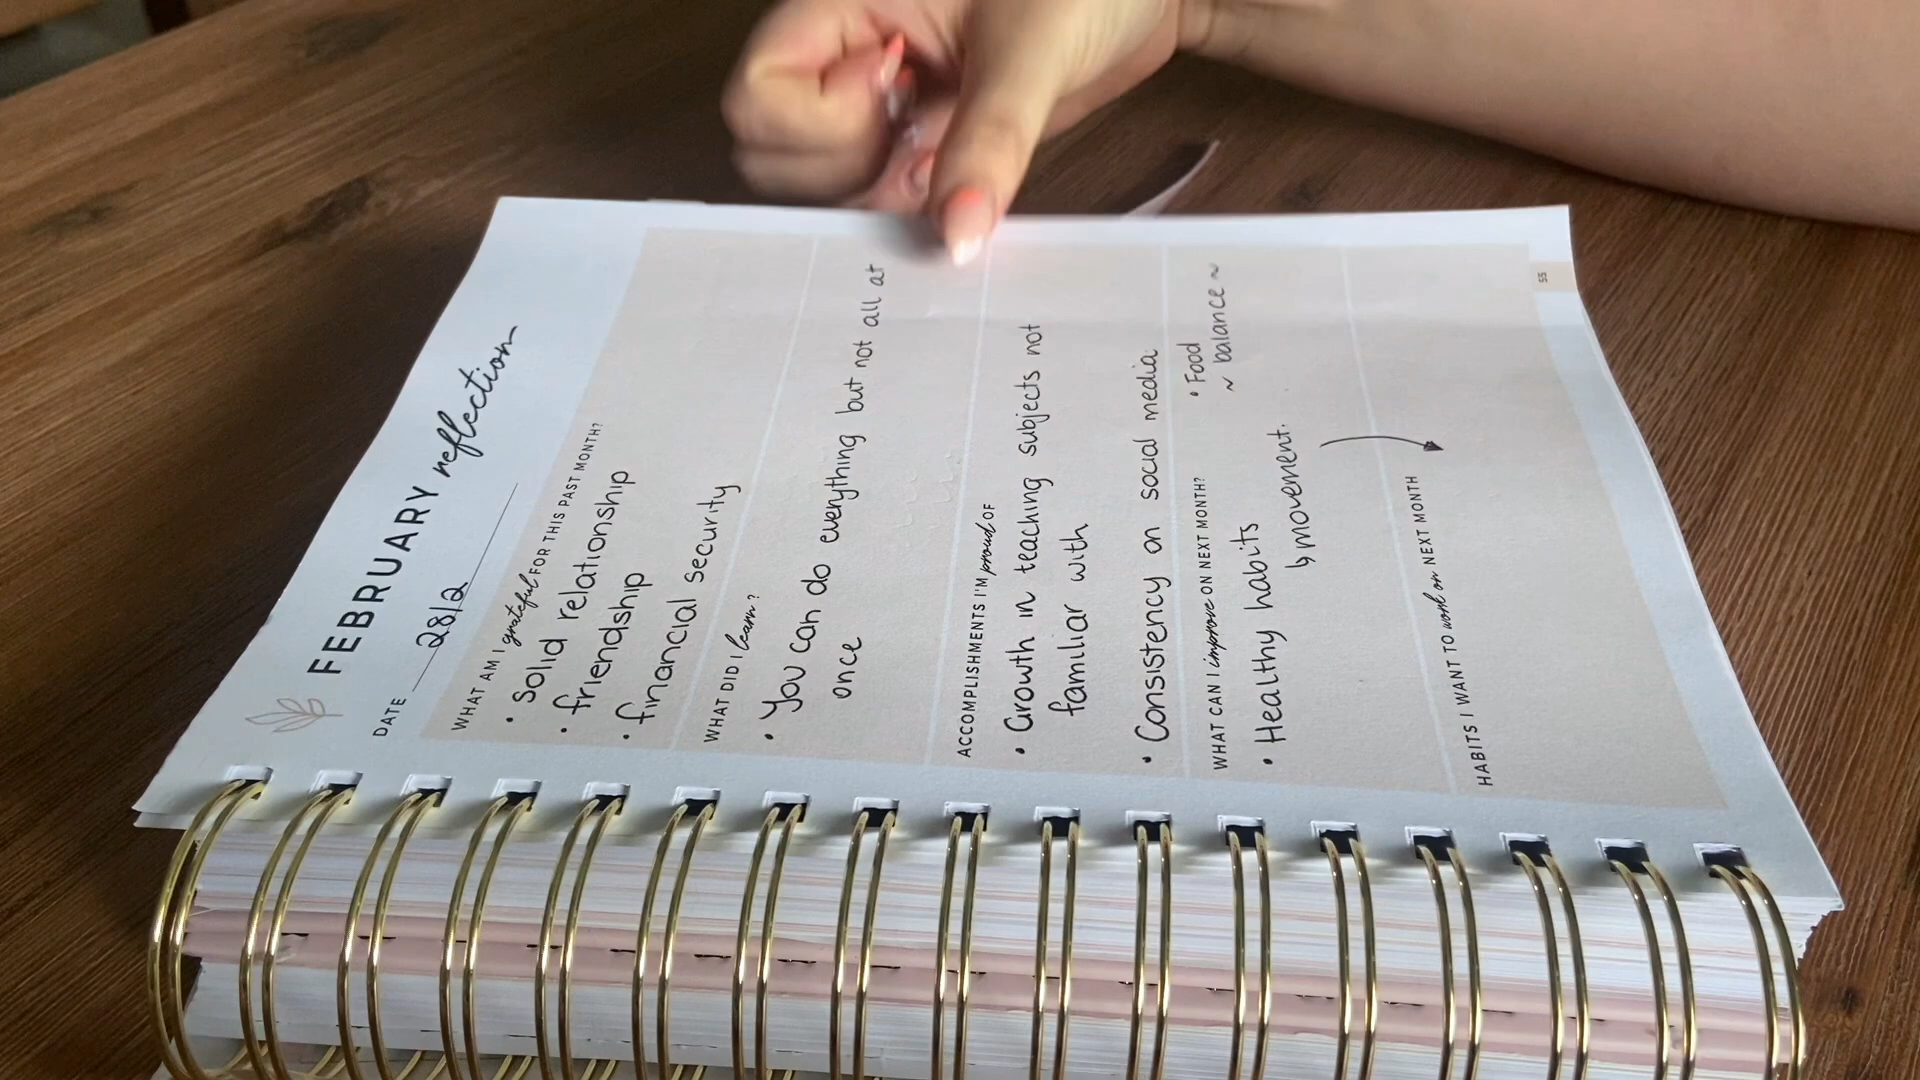 FEBRUARY reflection
DATE 28/2
WHAT AM I grateful FOR THIS PAST MONTH?
• Solid relationship
• friendship
• financial security
WHAT DID I learn?
• You can do everything but not all at
once
ACCOMPLISHMENTS I'M proud OF
• Growth in teaching subjects not
familiar with
• Consistency on social media
WHAT CAN I improve ON NEXT MONTH?
• Healthy habits
↳ movement.
• Food
~ balance ~
HABITS I WANT TO work on NEXT MONTH
55